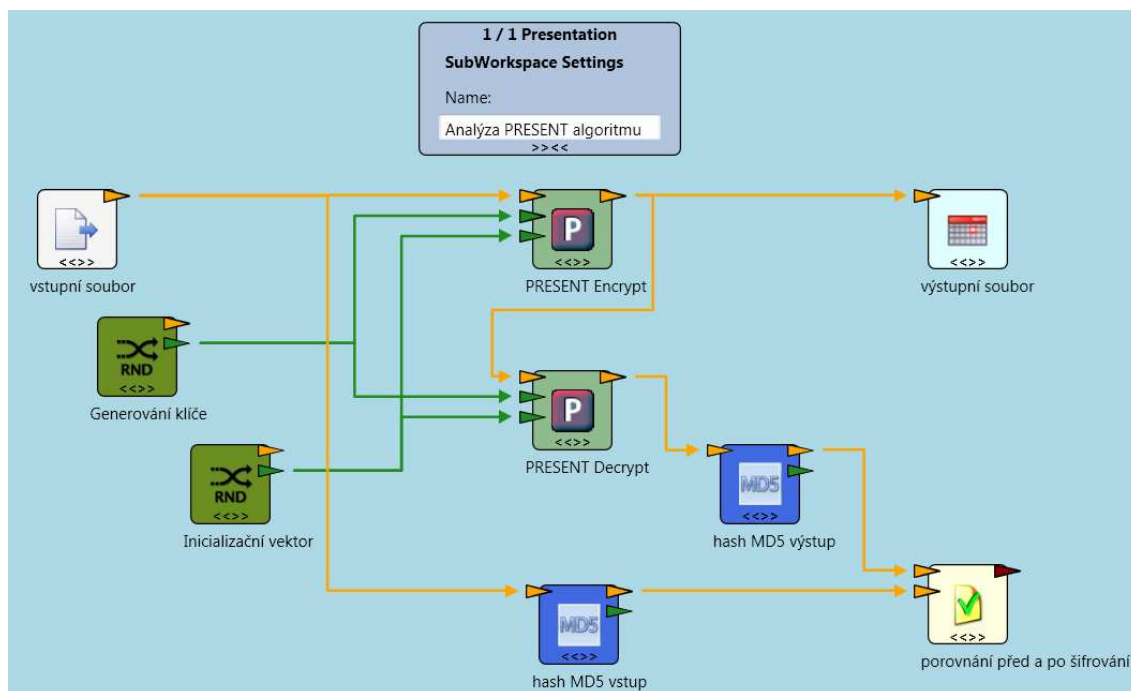 1 / 1 Presentation
SubWorkspace Settings
Name:
Analýza PRESENT algoritmu
>><<
P
<<>>
<<>>
<<>>
vstupní soubor
PRESENT Encrypt
výstupní soubor
RND
<<>>
Generování klíče
P
<<>>
PRESENT Decrypt
RND
<<>>
Inicializační vektor
MD5
<<>>
hash MD5 výstup
MD5
<<>>
hash MD5 vstup
<<>>
porovnání před a po šifrování